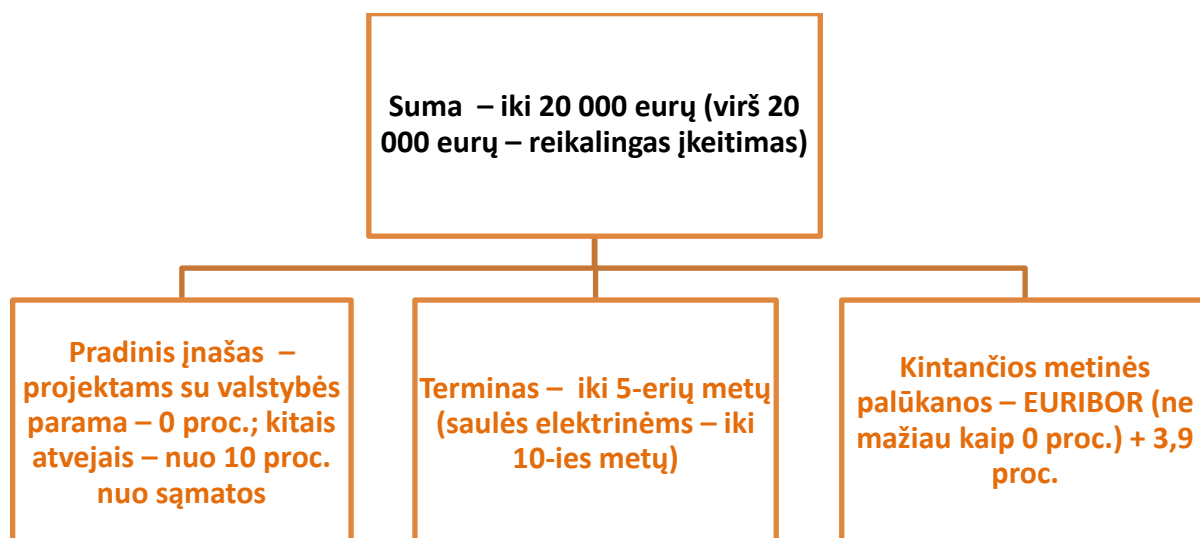 Suma – iki 20 000 eurų (virš 20
000 eurų – reikalingas įkeitimas)
Pradinis įnašas –
projektams su valstybės
parama – 0 proc.; kitais
atvejais – nuo 10 proc.
nuo sąmatos
Terminas – iki 5-erių metų
(saulės elektrinėms – iki
10-ies metų)
Kintančios metinės
palūkanos – EURIBOR (ne
mažiau kaip 0 proc.) + 3,9
proc.